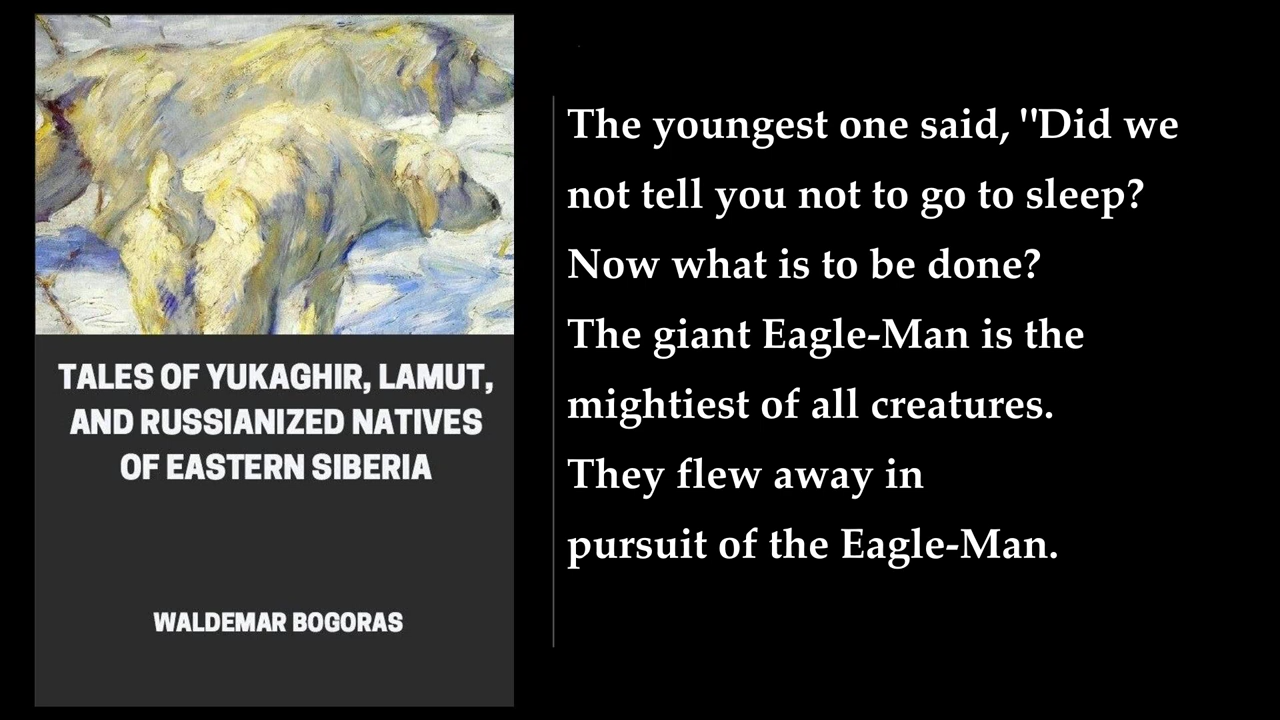 TALES OF YUKAGHIR, LAMUT,
AND RUSSIANIZED NATIVES
OF EASTERN SIBERIA
WALDEMAR BOGORAS
The youngest one said, "Did we
not tell you not to go to sleep?
Now what is to be done?
The giant Eagle-Man is the
mightiest of all creatures.
They flew away in
pursuit of the Eagle-Man.